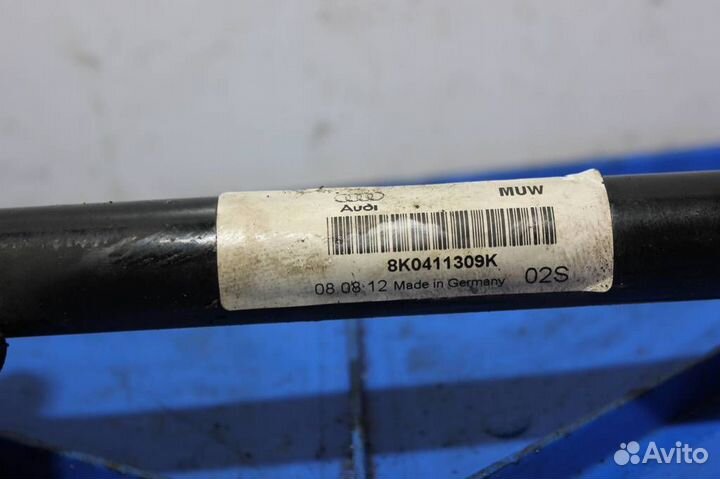 MUW
Audi
8K0411309K
08 08 12 Made in Germany 02S
Avito